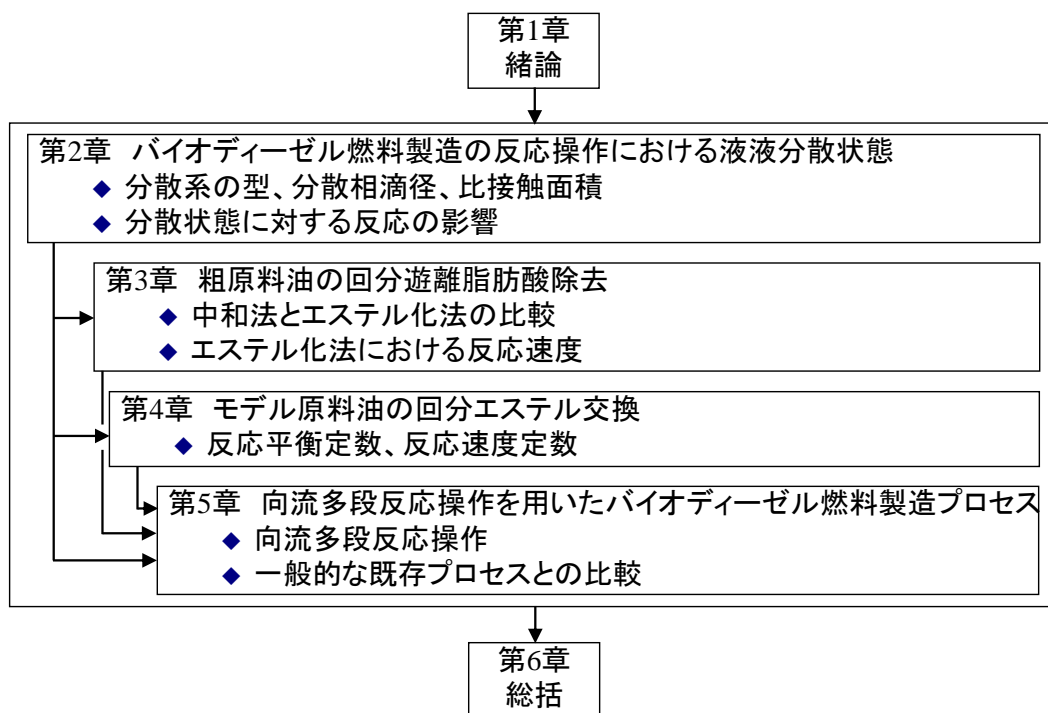 第1章
緒論
第2章 バイオディーゼル燃料製造の反応操作における液液分散状態
◆ 分散系の型、分散相滴径、比接触面積
◆ 分散状態に対する反応の影響
第3章 粗原料油の回分遊離脂肪酸除去
◆ 中和法とエステル化法の比較
◆ エステル化法における反応速度
第4章 モデル原料油の回分エステル交換
◆ 反応平衡定数、反応速度定数
第5章 向流多段反応操作を用いたバイオディーゼル燃料製造プロセス
◆ 向流多段反応操作
◆ 一般的な既存プロセスとの比較
第6章
総括